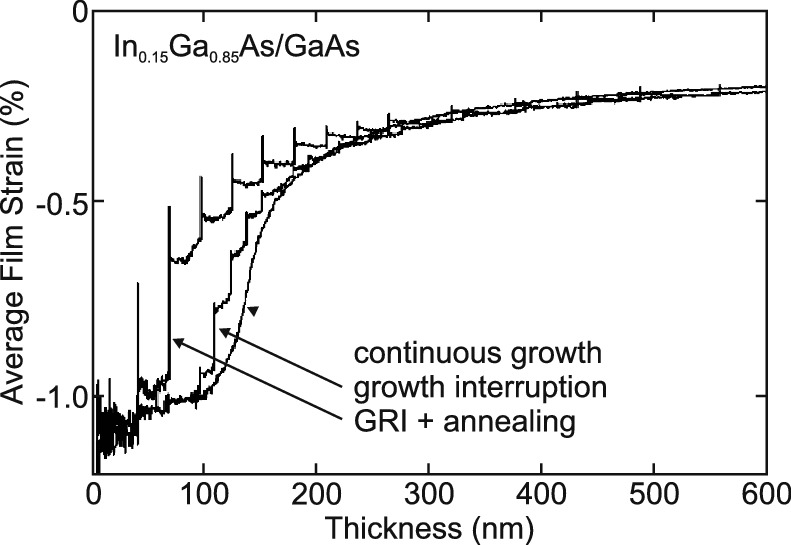 0
In0.15Ga0.85As/GaAs
Average Film Strain (%)
-0.5
continuous growth
growth interruption
-1.0
GRI + annealing
0 100 200 300 400 500 600
Thickness (nm)